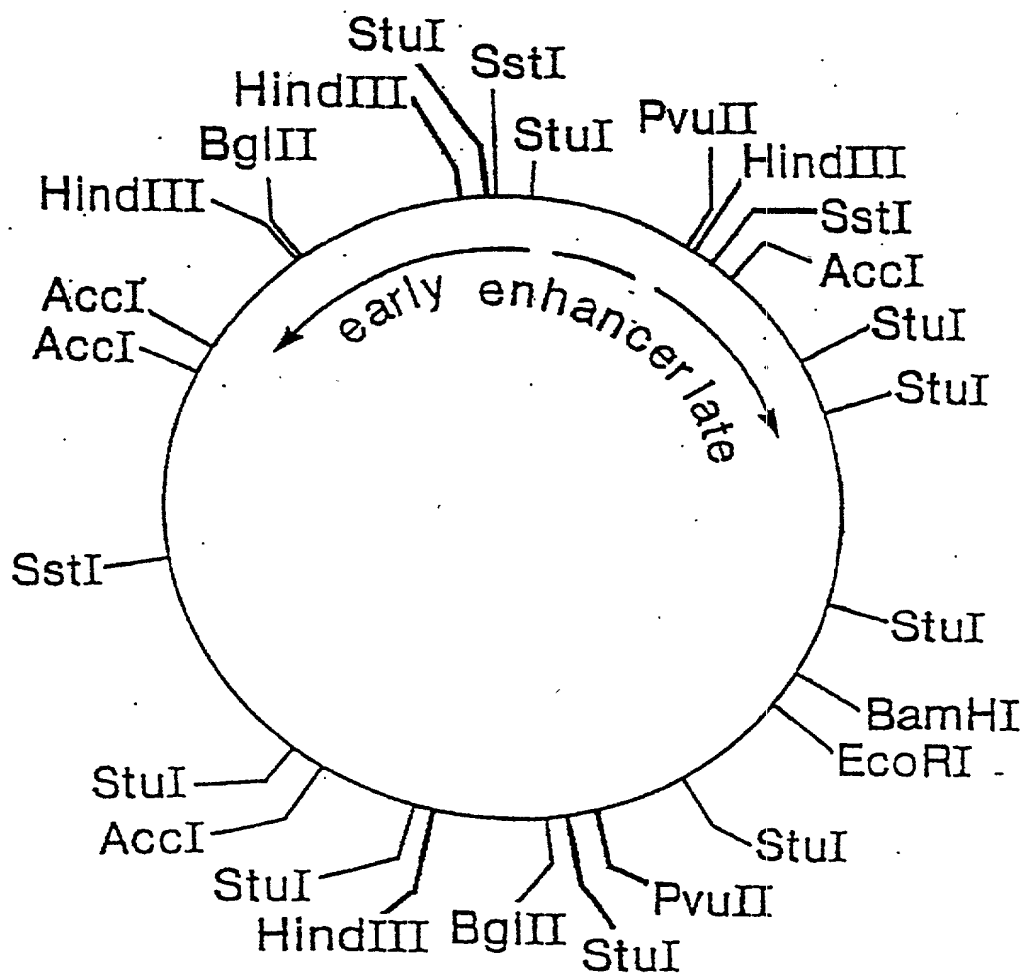 StuI
SstI
HindIII
StuI
PvuII
BglII
HindIII
HindIII
SstI
AccI
AccI
StuI
AccI
StuI
early enhancer late
SstI
StuI
BamHI
EcoRI
StuI
AccI
StuI
StuI
PvuII
HindIII
BglII
StuI